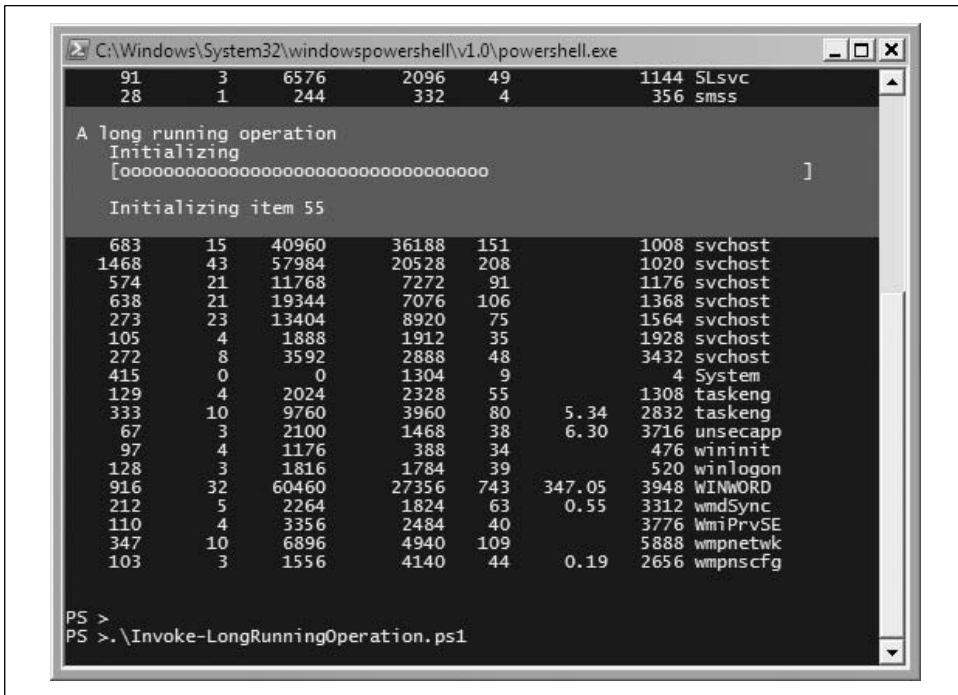 C:\Windows\System32\windowspowershell\v1.0\powershell.exe
91 3 6576 2096 49 1144 SLsvc
28 1 244 332 4 356 smss
A long running operation
Initializing
[oooooooooooooooooooooooooooooooooo ]
Initializing item 55
683 15 40960 36188 151 1008 svchost
1468 43 57984 20528 208 1020 svchost
574 21 11768 7272 91 1176 svchost
638 21 19344 7076 106 1368 svchost
273 23 13404 8920 75 1564 svchost
105 4 1888 1912 35 1928 svchost
272 8 3592 2888 48 3432 svchost
415 0 0 1304 9 4 System
129 4 2024 2328 55 1308 taskeng
333 10 9760 3960 80 5.34 2832 taskeng
67 3 2100 1468 38 6.30 3716 unsecapp
97 4 1176 388 34 476 wininit
128 3 1816 1784 39 520 winlogon
916 32 60460 27356 743 347.05 3948 WINWORD
212 5 2264 1824 63 0.55 3312 wmdSync
110 4 3356 2484 40 3776 WmiPrvSE
347 10 6896 4940 109 5888 wmpnetwk
103 3 1556 4140 44 0.19 2656 wmpnscfg
PS >
PS >.\Invoke-LongRunningOperation.ps1